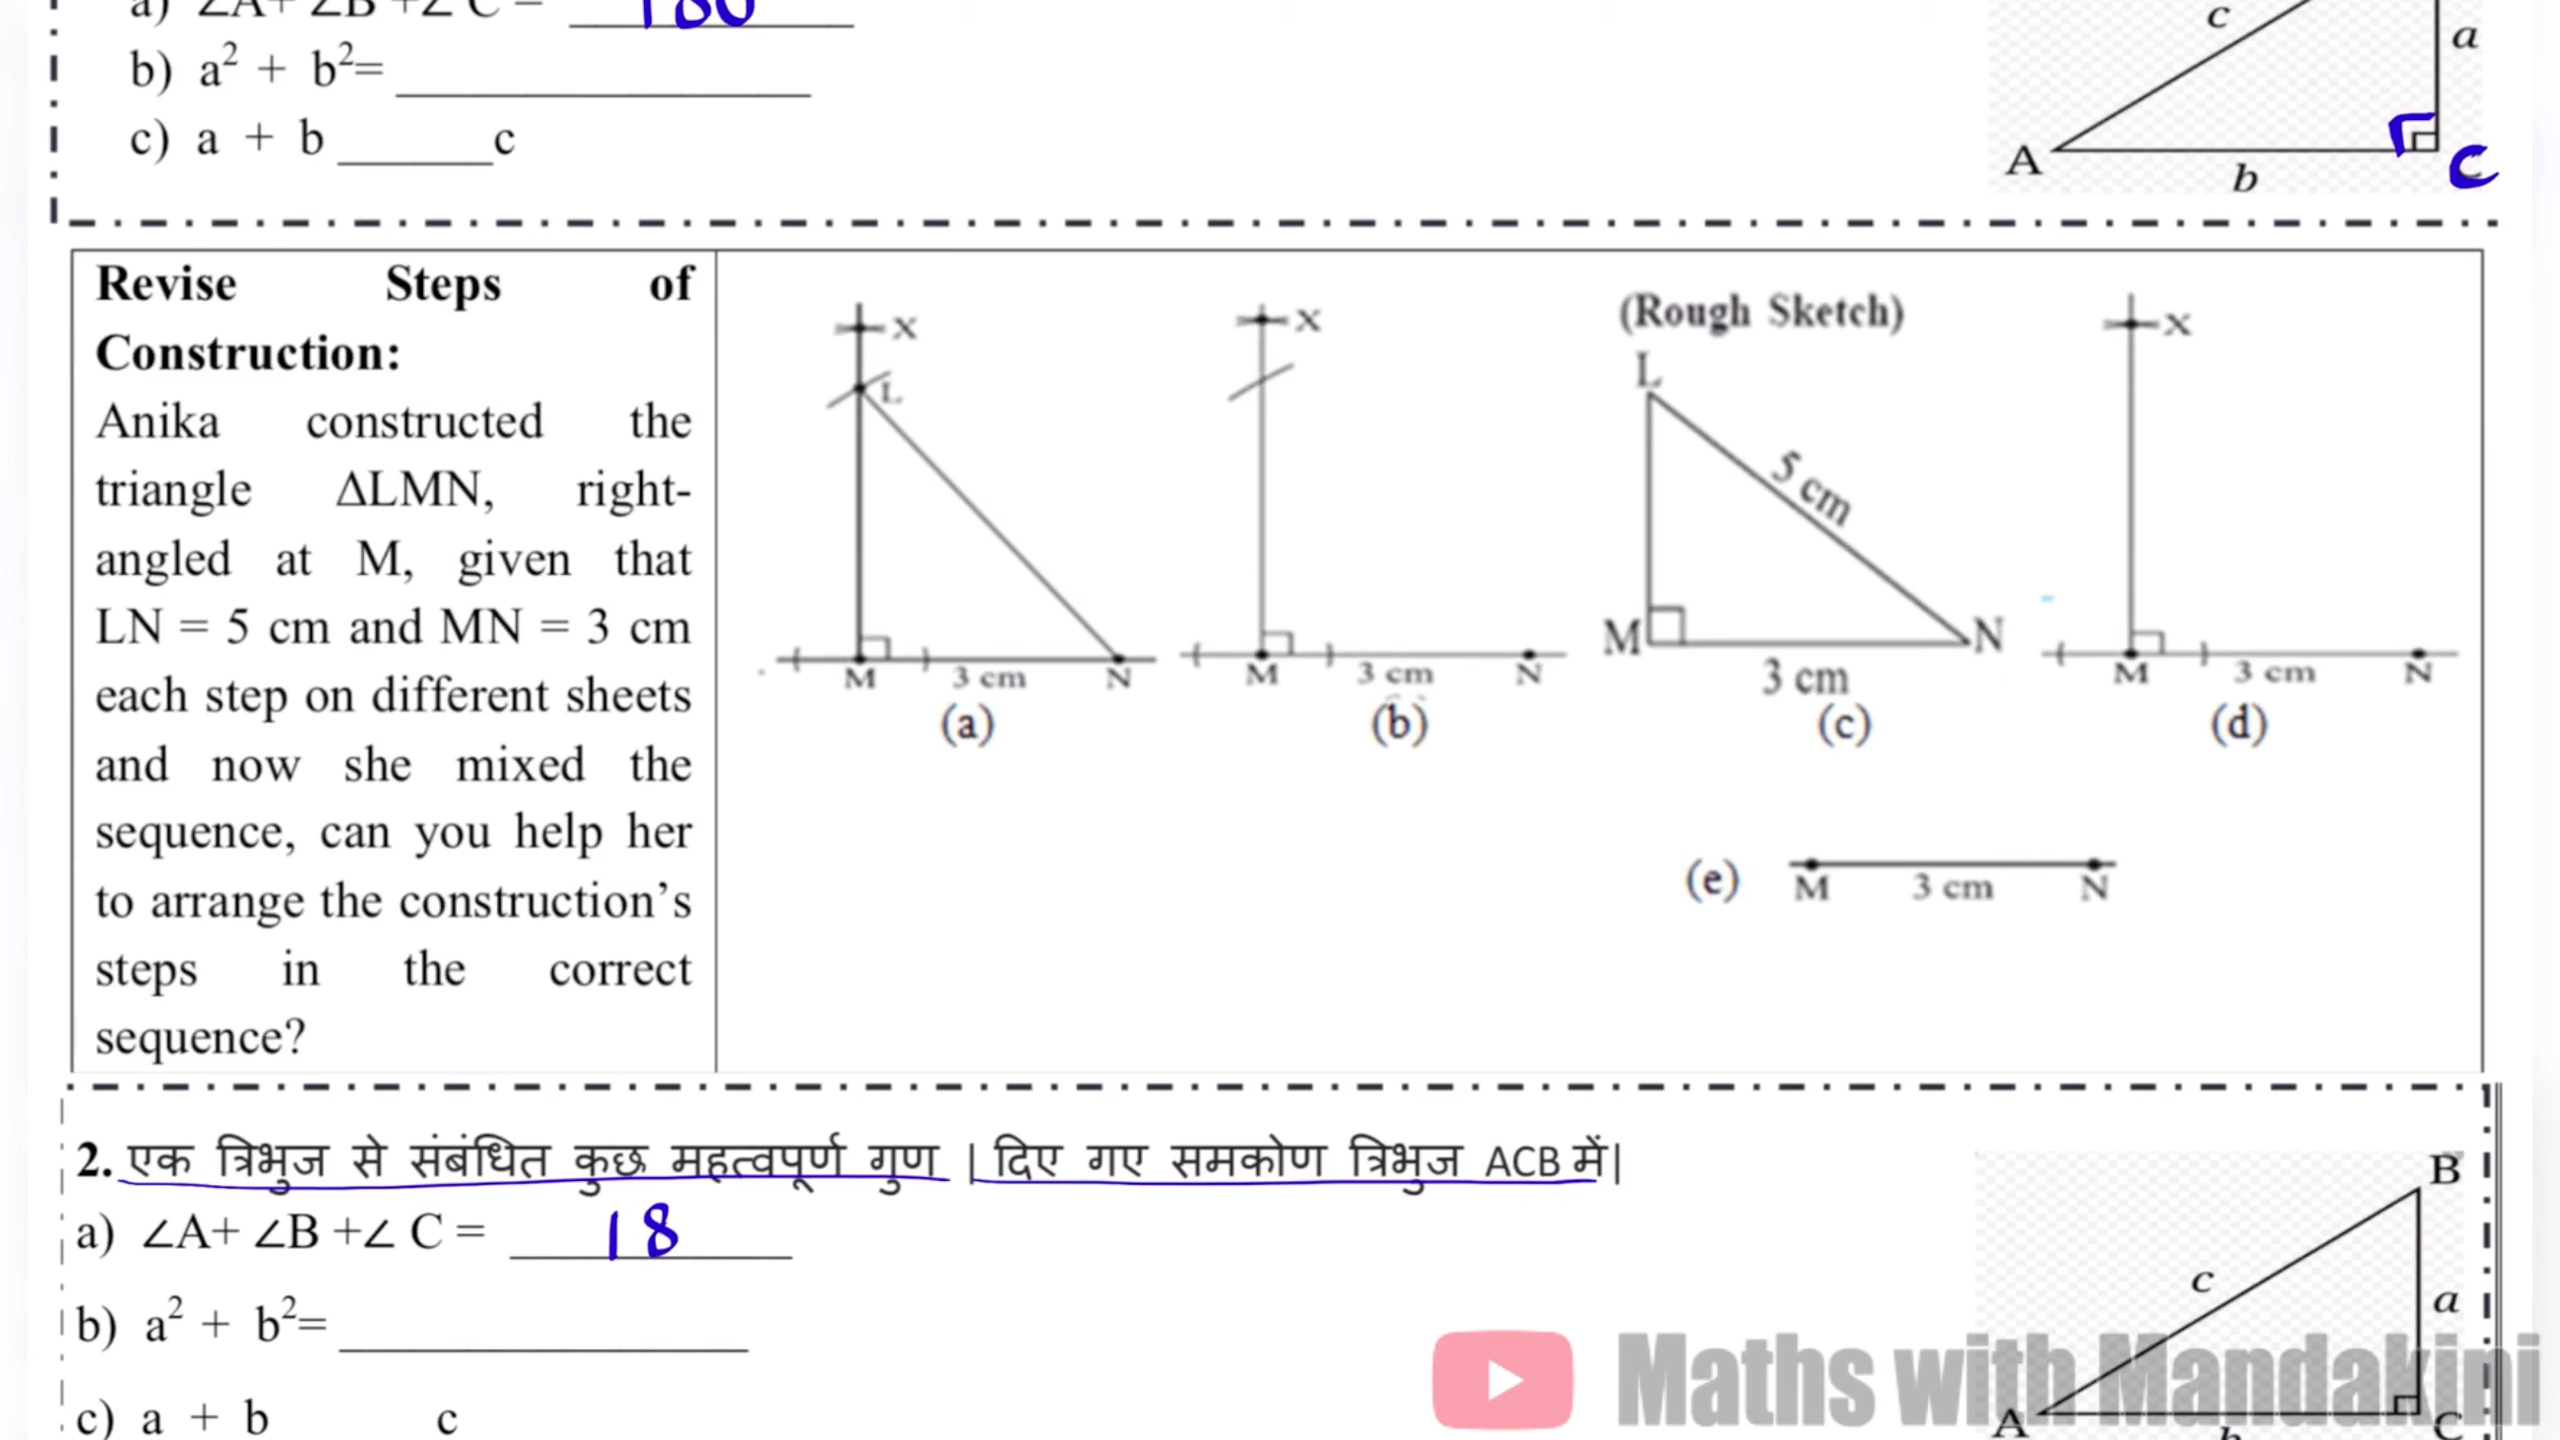 a) ∠A+ ∠B +∠ C = 180
b) a² + b²= ____________
c) a + b ______c
c
a
A
b
C
Revise Steps of
Construction:
Anika constructed the
triangle ΔLMN, right-
angled at M, given that
LN = 5 cm and MN = 3 cm
each step on different sheets
and now she mixed the
sequence, can you help her
to arrange the construction's
steps in the correct
sequence?
X
L
M 3 cm N
(a)
X
M 3 cm N
(b)
(Rough Sketch)
L
5 cm
M N
3 cm
(c)
X
M 3 cm N
(d)
(e) M 3 cm N
2. एक त्रिभुज से संबंधित कुछ महत्वपूर्ण गुण | दिए गए समकोण त्रिभुज ACB में|
a) ∠A+ ∠B +∠ C = 18
b) a² + b²= ____________
c) a + b c
B
c
a
A
b
C
Maths with Mandakini